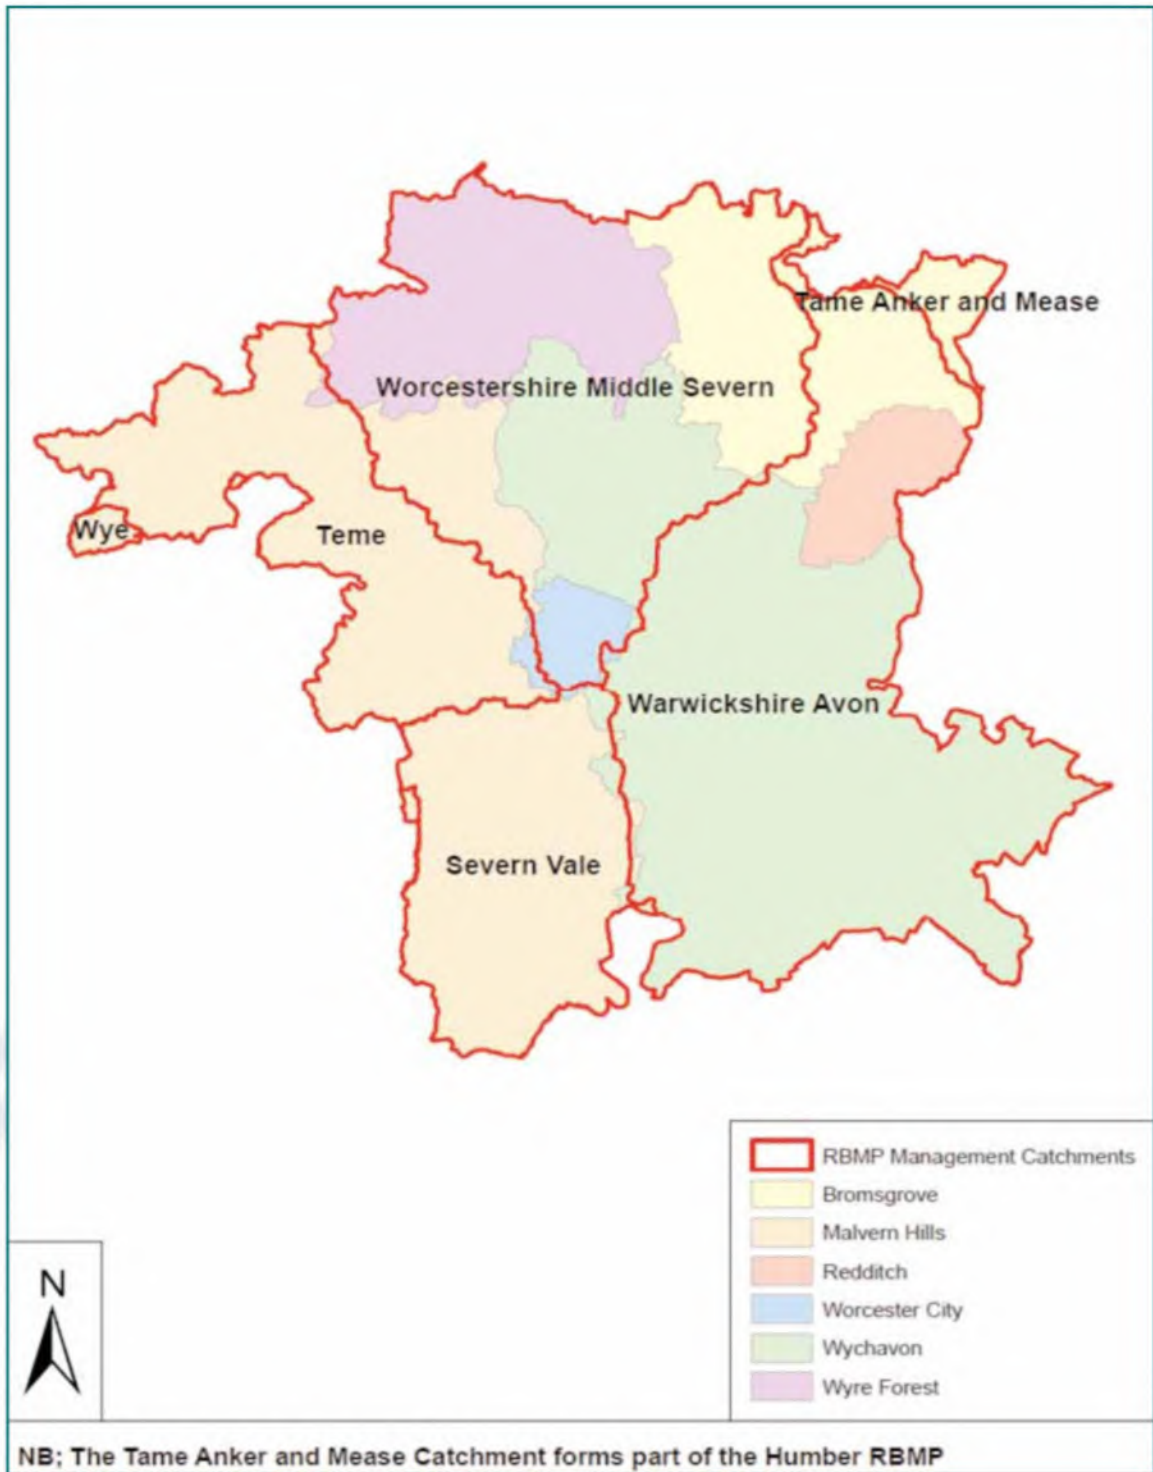 Tame Anker and Mease
Worcestershire Middle Severn
Wye
Teme
Warwickshire Avon
Severn Vale
RBMP Management Catchments
Bromsgrove
Malvern Hills
Redditch
Worcester City
Wychavon
Wyre Forest
N
NB; The Tame Anker and Mease Catchment forms part of the Humber RBMP